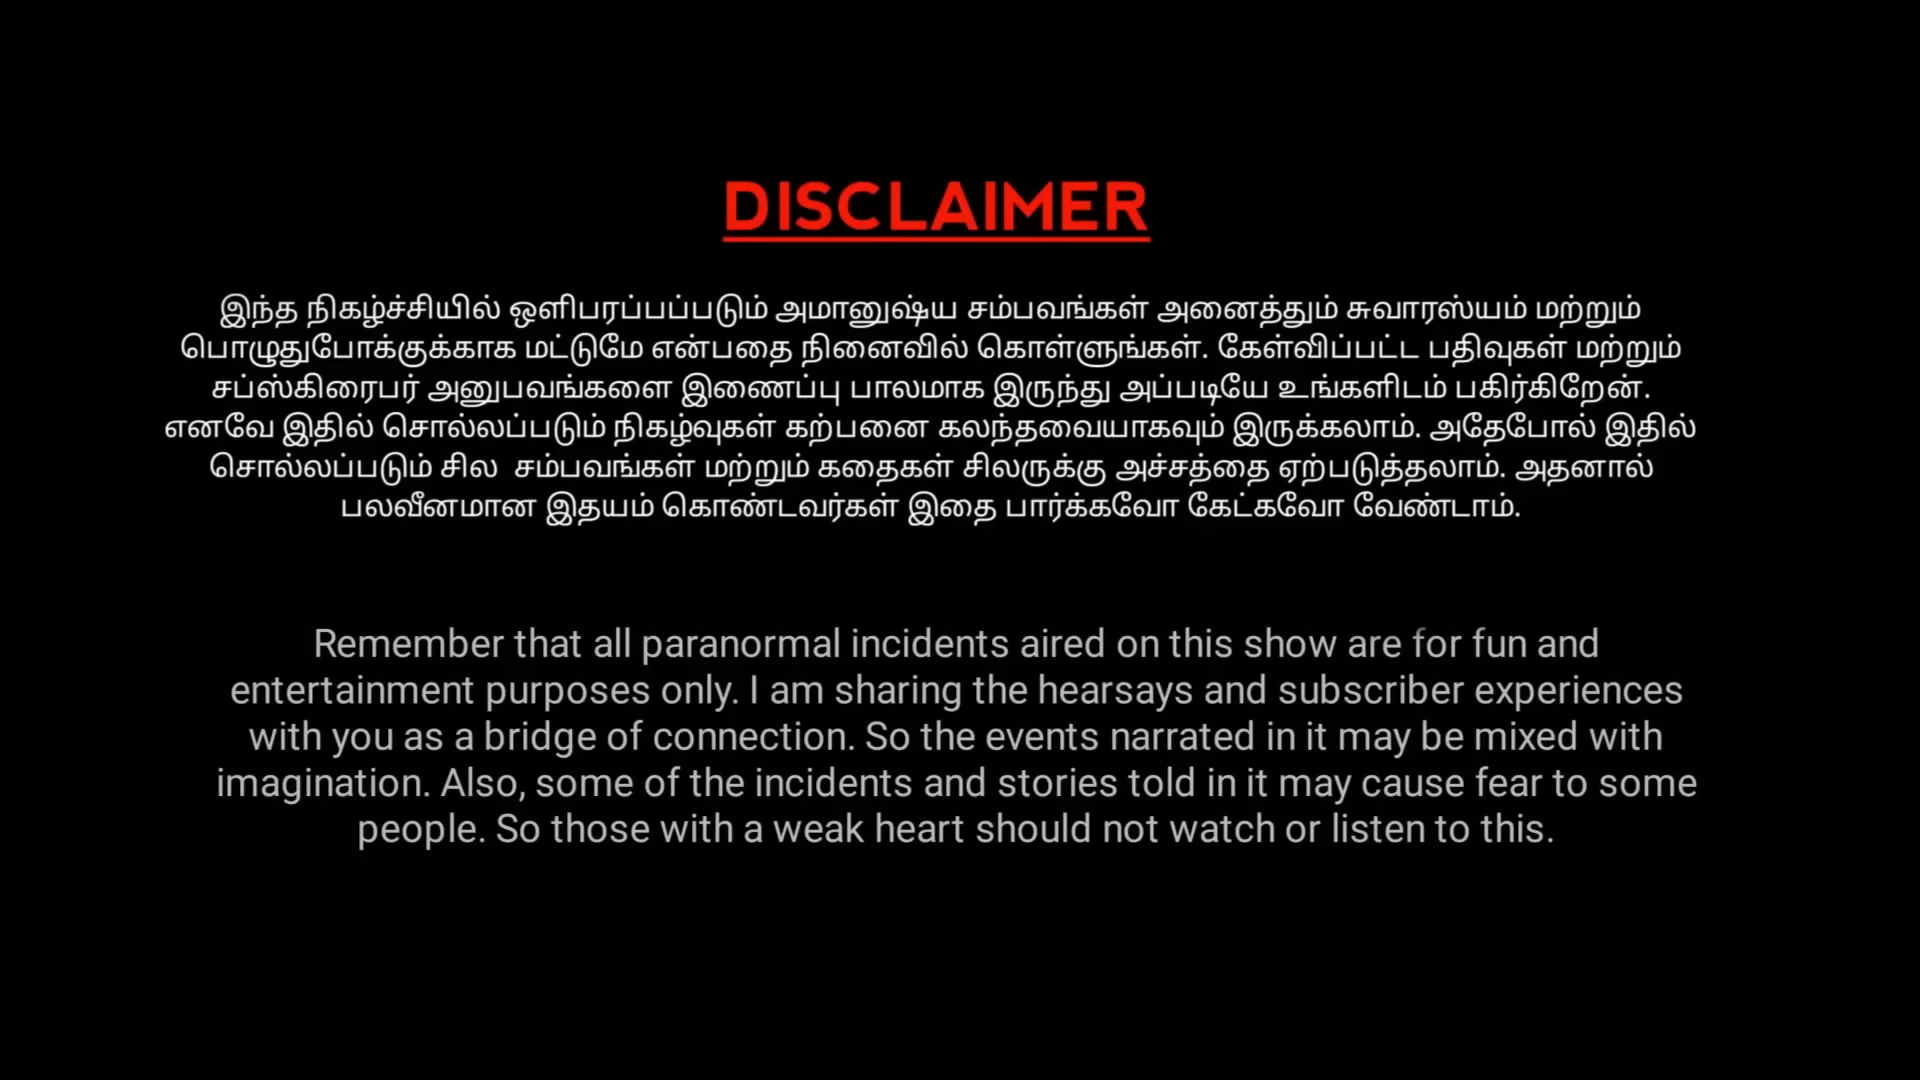 DISCLAIMER
இந்த நிகழ்ச்சியில் ஒளிபரப்பப்படும் அமானுஷ்ய சம்பவங்கள் அனைத்தும் சுவாரஸ்யம் மற்றும்
பொழுதுபோக்குக்காக மட்டுமே என்பதை நினைவில் கொள்ளுங்கள். கேள்விப்பட்ட பதிவுகள் மற்றும்
சப்ஸ்கிரைபர் அனுபவங்களை இணைப்பு பாலமாக இருந்து அப்படியே உங்களிடம் பகிர்கிறேன்.
எனவே இதில் சொல்லப்படும் நிகழ்வுகள் கற்பனை கலந்தவையாகவும் இருக்கலாம். அதேபோல் இதில்
சொல்லப்படும் சில  சம்பவங்கள் மற்றும் கதைகள் சிலருக்கு அச்சத்தை ஏற்படுத்தலாம். அதனால்
பலவீனமான இதயம் கொண்டவர்கள் இதை பார்க்கவோ கேட்கவோ வேண்டாம்.
Remember that all paranormal incidents aired on this show are for fun and
entertainment purposes only. I am sharing the hearsays and subscriber experiences
with you as a bridge of connection. So the events narrated in it may be mixed with
imagination. Also, some of the incidents and stories told in it may cause fear to some
people. So those with a weak heart should not watch or listen to this.